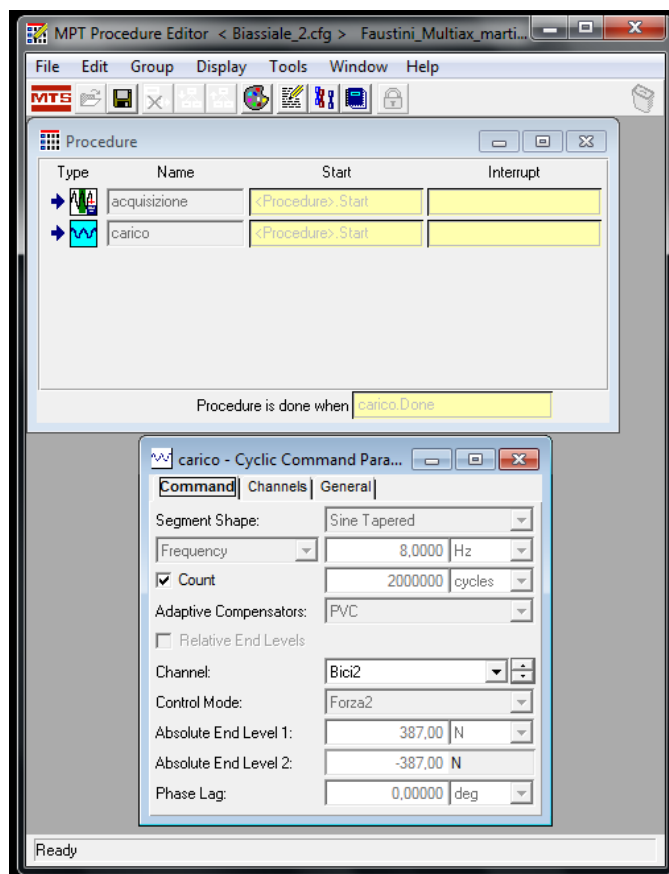 MPT Procedure Editor < Biassiale_2.cfg > Faustini_Multiax_marti...
File Edit Group Display Tools Window Help
MTS
Procedure
Type Name Start Interrupt
acquisizione <Procedure>.Start
carico <Procedure>.Start
Procedure is done when carico.Done
carico - Cyclic Command Para...
Command Channels General
Segment Shape: Sine Tapered
Frequency 8,0000 Hz
Count 2000000 cycles
Adaptive Compensators: PVC
Relative End Levels
Channel: Bici2
Control Mode: Forza2
Absolute End Level 1: 387,00 N
Absolute End Level 2: -387,00 N
Phase Lag: 0,00000 deg
Ready